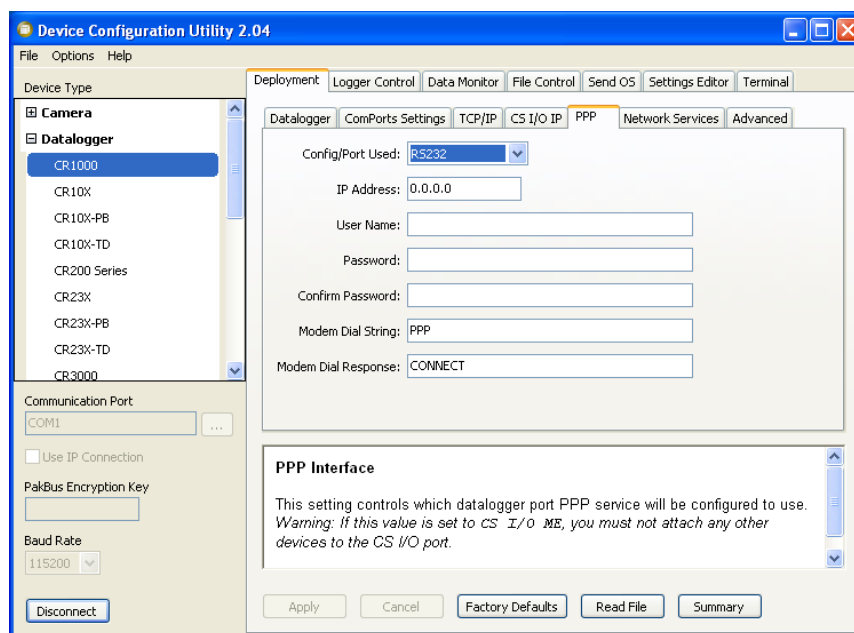 Device Configuration Utility 2.04
File Options Help
Device Type
Camera
Datalogger
CR1000
CR10X
CR10X-PB
CR10X-TD
CR200 Series
CR23X
CR23X-PB
CR23X-TD
CR3000
Communication Port
COM1
...
Use IP Connection
PakBus Encryption Key
Baud Rate
115200
Disconnect
Deployment Logger Control Data Monitor File Control Send OS Settings Editor Terminal
Datalogger ComPorts Settings TCP/IP CS I/O IP PPP Network Services Advanced
Config/Port Used: RS232
IP Address: 0.0.0.0
User Name:
Password:
Confirm Password:
Modem Dial String: PPP
Modem Dial Response: CONNECT
PPP Interface
This setting controls which datalogger port PPP service will be configured to use.
Warning: If this value is set to CS I/O ME, you must not attach any other
devices to the CS I/O port.
Apply Cancel Factory Defaults Read File Summary